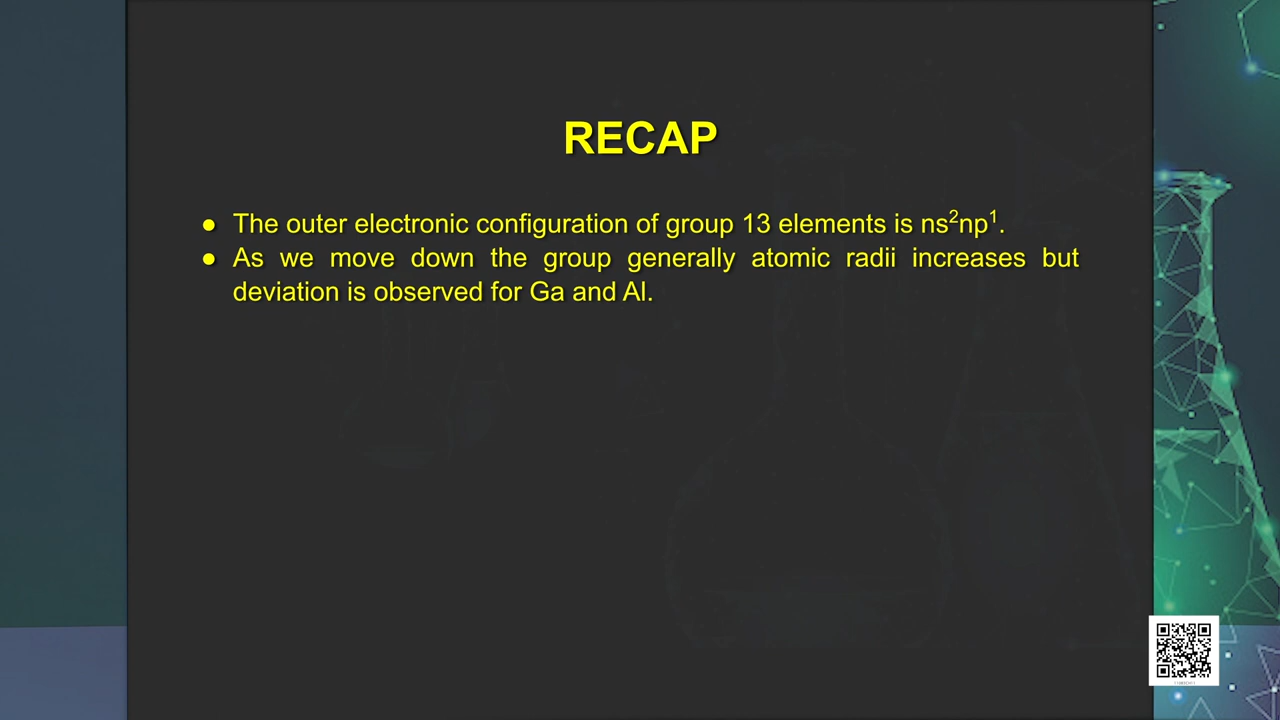 RECAP
● The outer electronic configuration of group 13 elements is ns²np¹.
● As we move down the group generally atomic radii increases but
deviation is observed for Ga and Al.